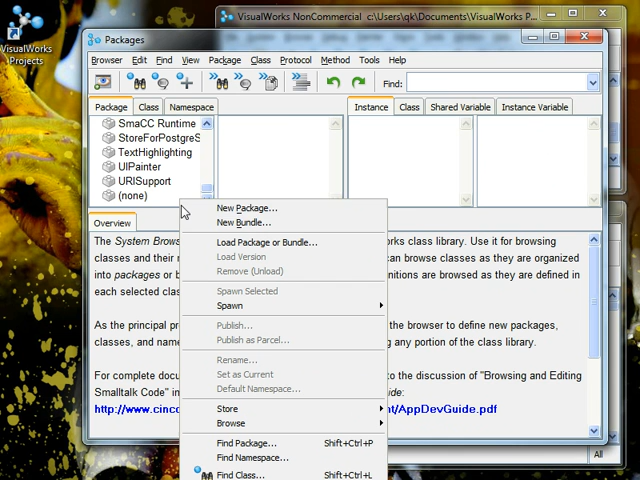 VisualWorks NonCommercial c:\Users\qk\Documents\VisualWorks P...
VisualWorks
Projects
Packages
Browser Edit Find View Package Class Protocol Method Tools Help
Find:
Package Class Namespace Instance Class Shared Variable Instance Variable
SmaCC Runtime
StoreForPostgreS
TextHighlighting
UIPainter
URISupport
(none)
New Package...
New Bundle...
Load Package or Bundle...
Load Version
Remove (Unload)
Spawn Selected
Spawn
Publish...
Publish as Parcel...
Rename...
Set as Current
Default Namespace...
Store
Browse
Find Package... Shift+Ctrl+P
Find Namespace...
Find Class... Shift+Ctrl+L
Overview
The System Brows orks class library. Use it for browsing
classes and their r can browse classes as they are organized
into packages or b initions are browsed as they are defined
in each selected clas
As the principal pr the browser to define new packages,
classes, and name ng any portion of the class library.
For complete docu to the discussion of "Browsing and Editing
Smalltalk Code" in ide:
http://www.cinco nt/AppDevGuide.pdf
All